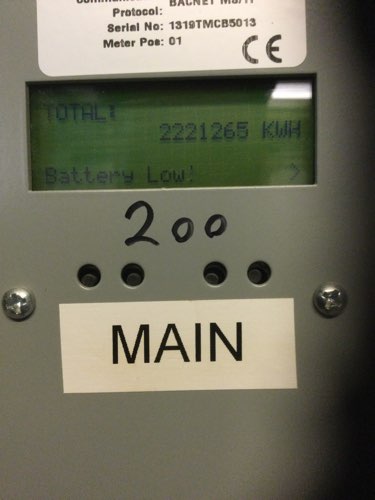 Protocol: BACNET MS/TP
Serial No: 1319TMCB5013
Meter Pos: 01
CE
TOTAL:
2221265 KWH
Battery Low! >
200
MAIN